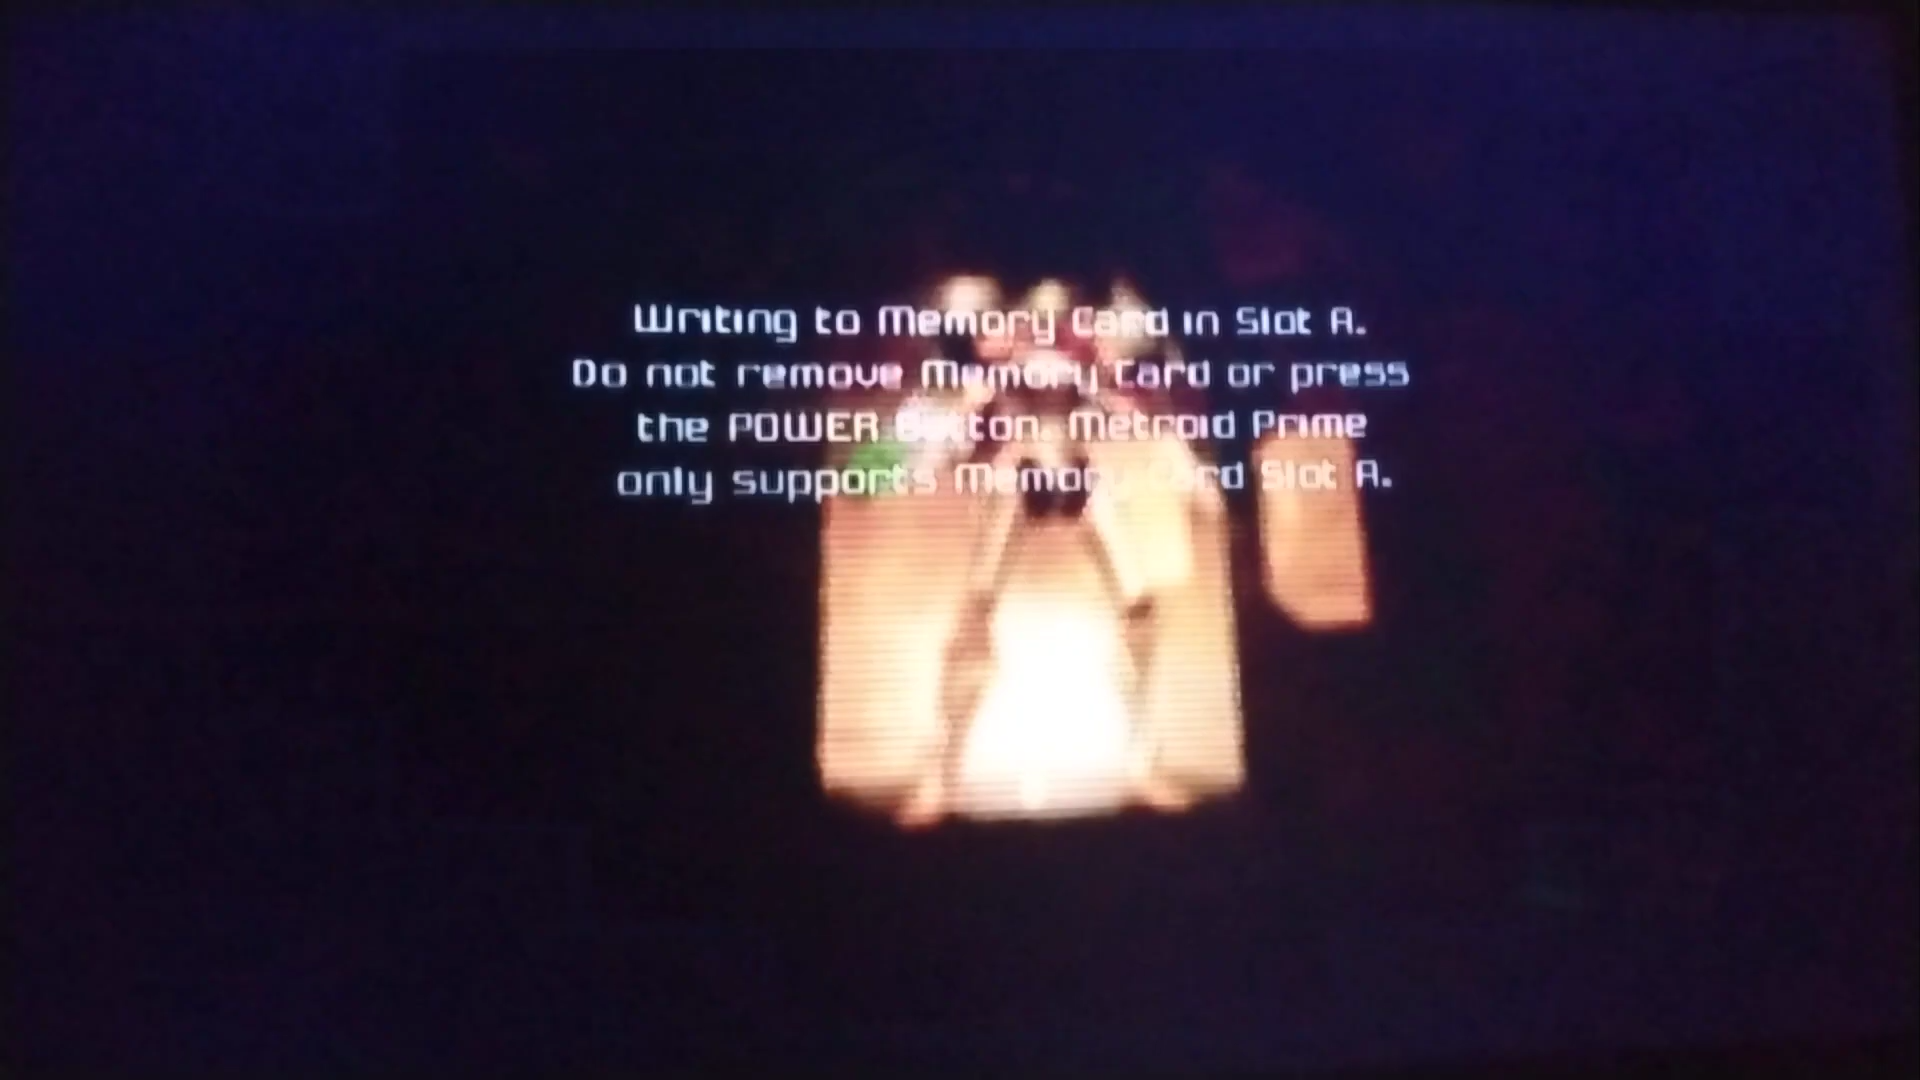 Writing to Memory Card in Slot A.
Do not remove Memory Card or press
the POWER Button. Metroid Prime
only supports Memory Card Slot A.